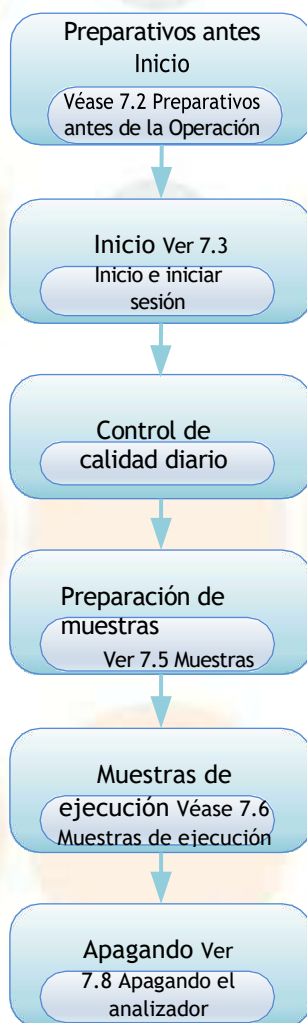 Preparativos antes
Inicio
Véase 7.2 Preparativos
antes de la Operación
Inicio Ver 7.3
Inicio e iniciar
sesión
Control de
calidad diario
Preparación de
muestras
Ver 7.5 Muestras
Muestras de
ejecución Véase 7.6
Muestras de ejecución
Apagando Ver
7.8 Apagando el
analizador